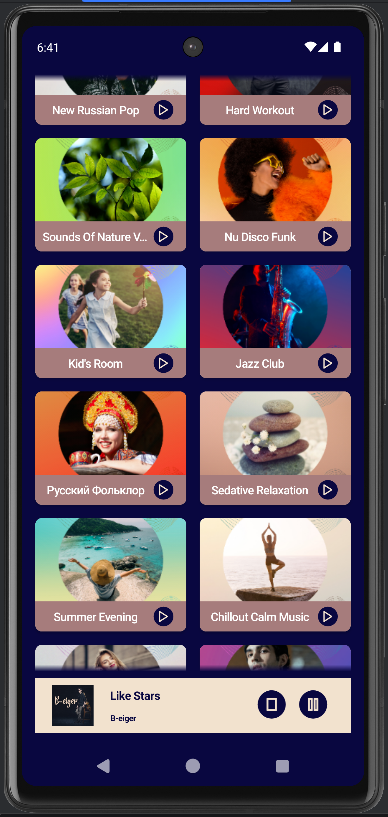 6:41
New Russian Pop
Hard Workout
Sounds Of Nature V...
Nu Disco Funk
Kid's Room
Jazz Club
Русский Фольклор
Sedative Relaxation
Summer Evening
Chillout Calm Music
B-eiger
Like Stars
B-eiger